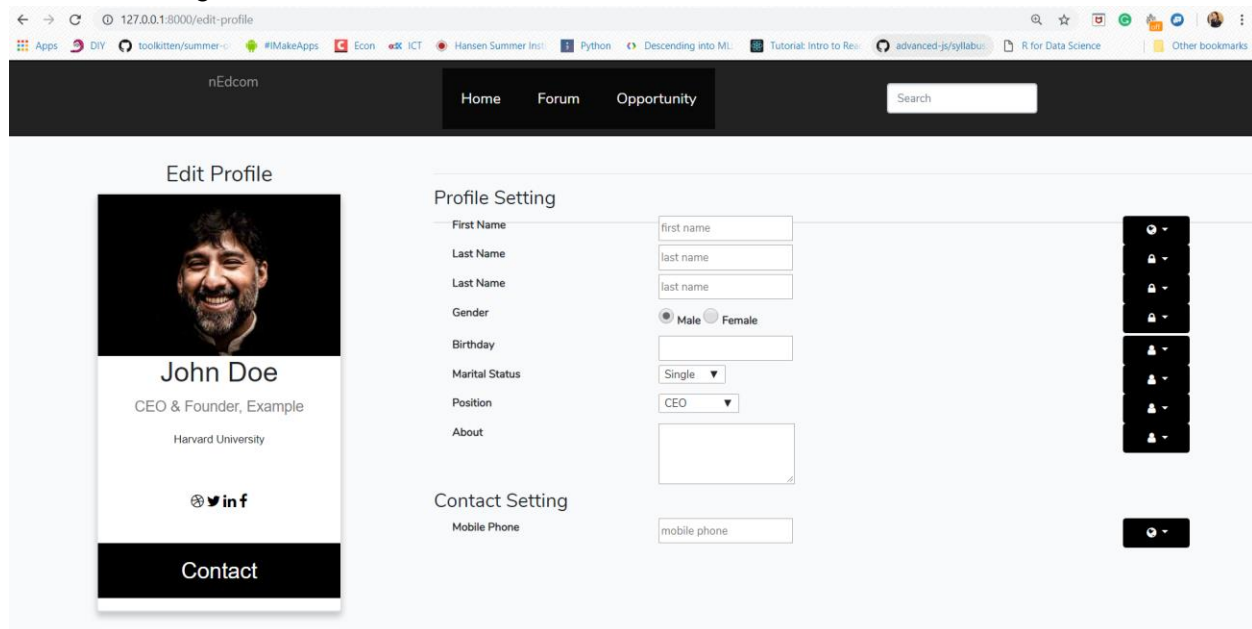 127.0.0.1:8000/edit-profile
Apps DIY toolkitten/summer- #IMakeApps Econ ICT Hansen Summer Inst Python Descending into ML: Tutorial: Intro to Rea advanced-js/syllabus R for Data Science Other bookmarks
nEdcom
Home Forum Opportunity
Search
Edit Profile
John Doe
CEO & Founder, Example
Harvard University
Contact
Profile Setting
First Name first name
Last Name last name
Last Name last name
Gender Male Female
Birthday
Marital Status Single
Position CEO
About
Contact Setting
Mobile Phone mobile phone